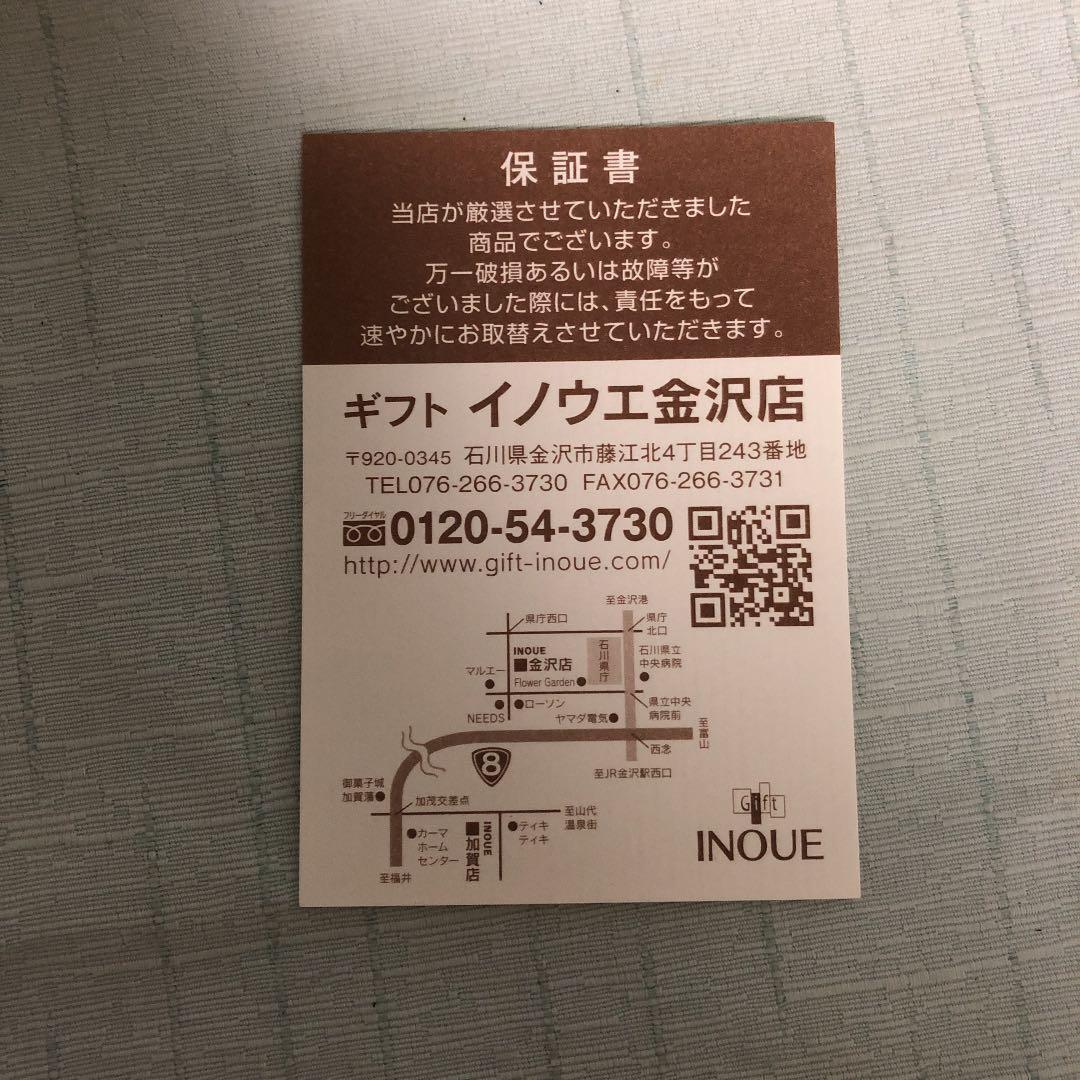 保証書
当店が厳選させていただきました
商品でございます。
万一破損あるいは故障等が
ございました際には、責任をもって
速やかにお取替えさせていただきます。
ギフト イノウエ金沢店
〒920-0345 石川県金沢市藤江北4丁目243番地
TEL076-266-3730 FAX076-266-3731
フリーダイヤル
0120-54-3730
http://www.gift-inoue.com/
至金沢港
県庁西口
県庁
北口
INOUE
金沢店
石川県庁
石川県立
中央病院
マルエー
Flower Garden
ローソン
県立中央
病院前
NEEDS
ヤマダ電気
至富山
西念
8
至JR金沢駅西口
御菓子城
加賀藩
加茂交差点
至山代
温泉街
カーマ
ホーム
センター
INOUE
加賀店
ティキ
ティキ
至福井
Gift
INOUE